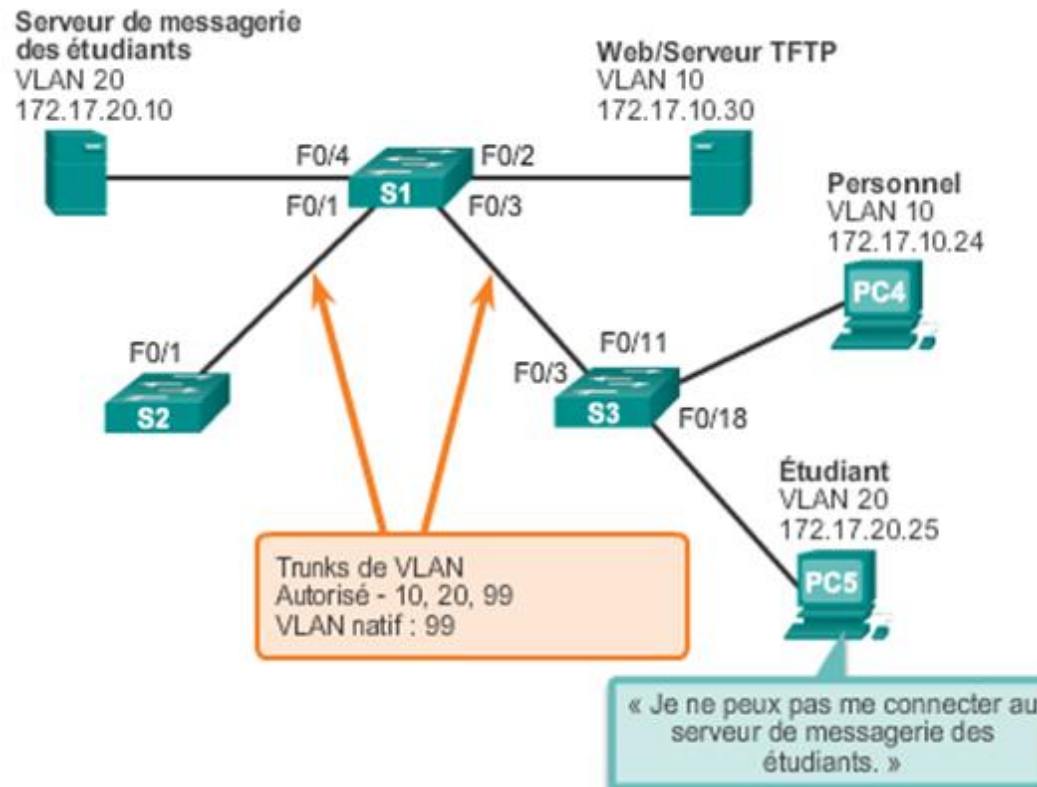 Serveur de messagerie
des étudiants
VLAN 20
172.17.20.10
Web/Serveur TFTP
VLAN 10
172.17.10.30
F0/4
F0/2
S1
F0/1
F0/3
Personnel
VLAN 10
172.17.10.24
PC4
F0/1
F0/11
F0/3
S2
S3
F0/18
Étudiant
VLAN 20
172.17.20.25
PC5
Trunks de VLAN
Autorisé - 10, 20, 99
VLAN natif : 99
« Je ne peux pas me connecter au
serveur de messagerie des
étudiants. »